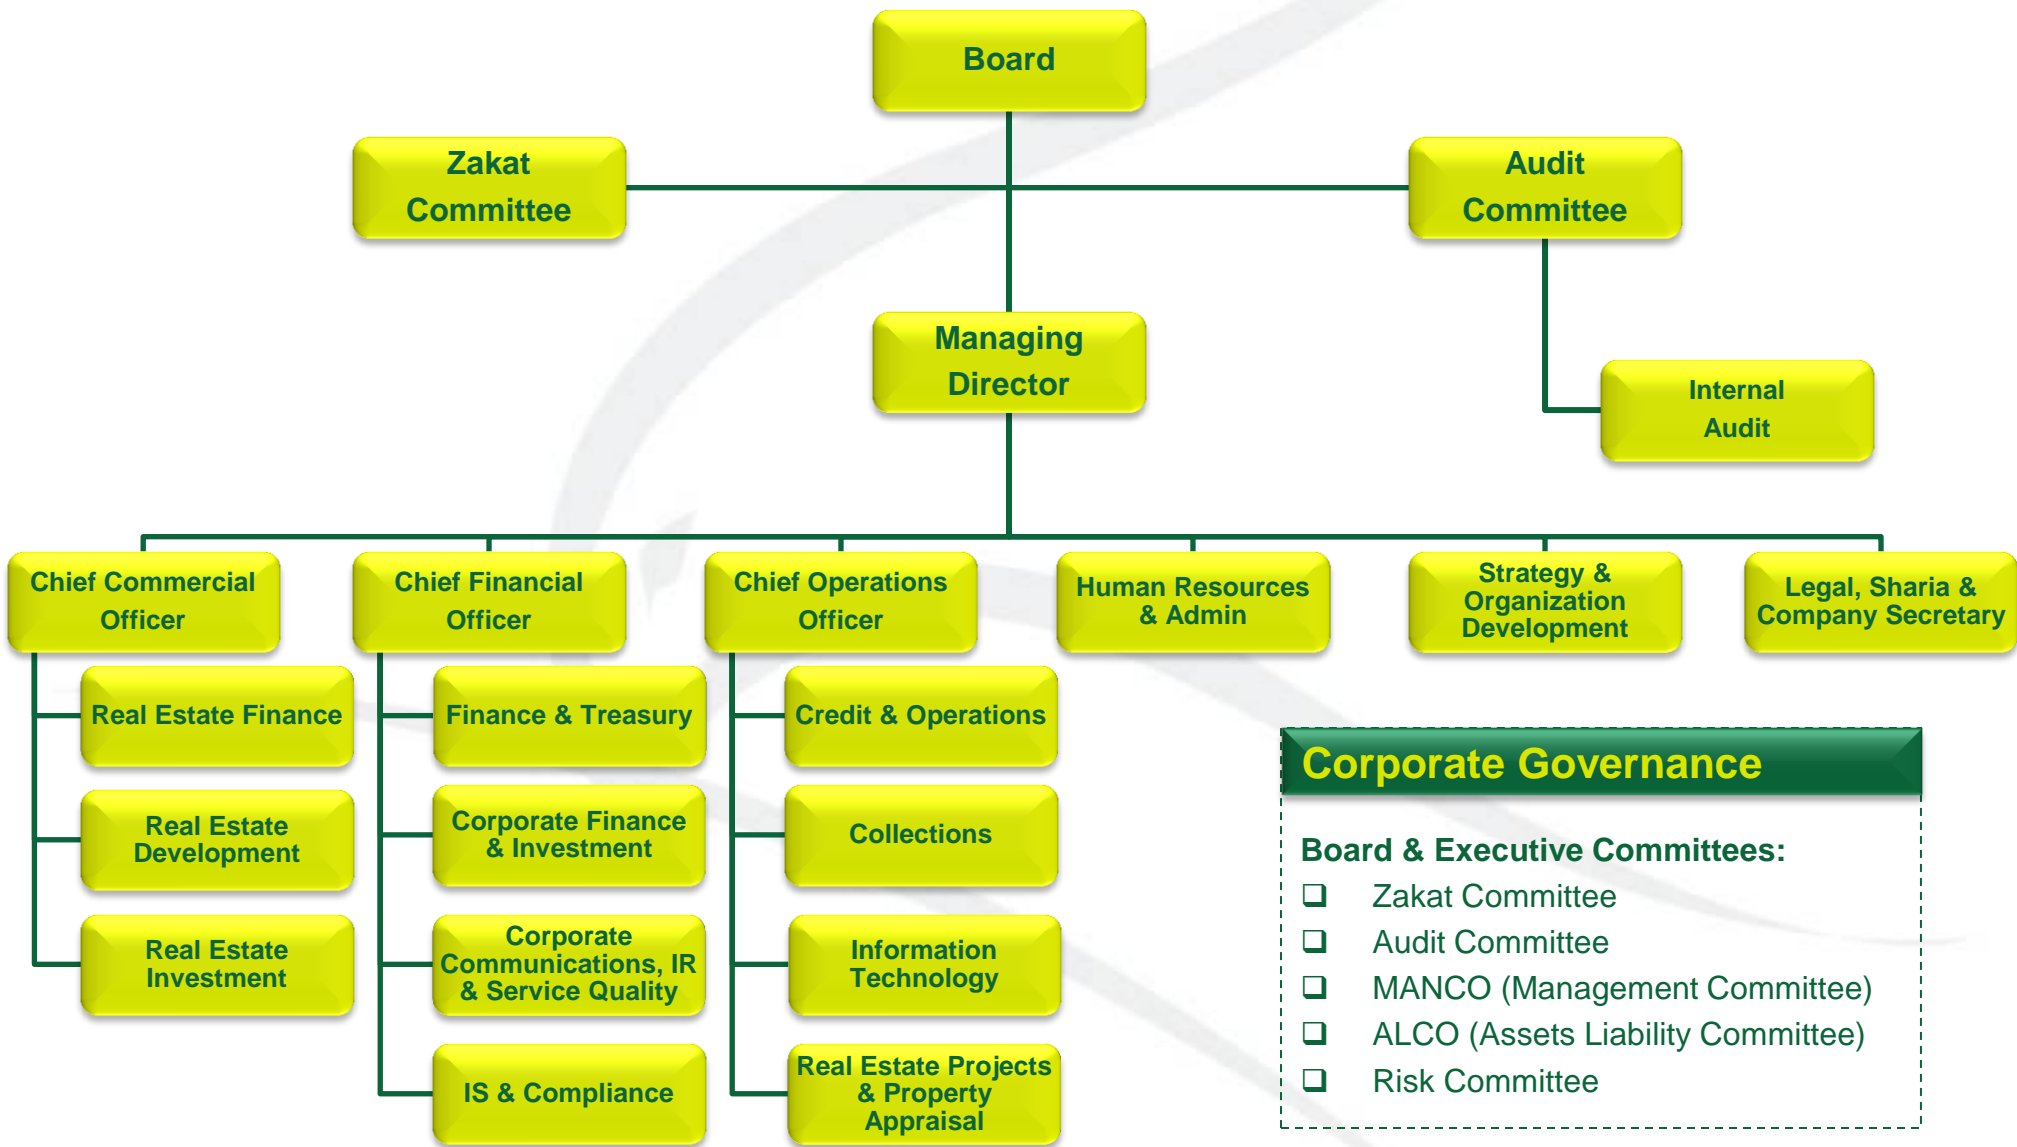 Board
Zakat
Committee
Audit
Committee
Managing
Director
Internal
Audit
Chief Commercial
Officer
Chief Financial
Officer
Chief Operations
Officer
Human Resources
& Admin
Strategy &
Organization
Development
Legal, Sharia &
Company Secretary
Real Estate Finance
Real Estate
Development
Real Estate
Investment
Finance & Treasury
Corporate Finance
& Investment
Corporate
Communications, IR
& Service Quality
IS & Compliance
Credit & Operations
Collections
Information
Technology
Real Estate Projects
& Property
Appraisal
Corporate Governance
Board & Executive Committees:
❑ Zakat Committee
❑ Audit Committee
❑ MANCO (Management Committee)
❑ ALCO (Assets Liability Committee)
❑ Risk Committee